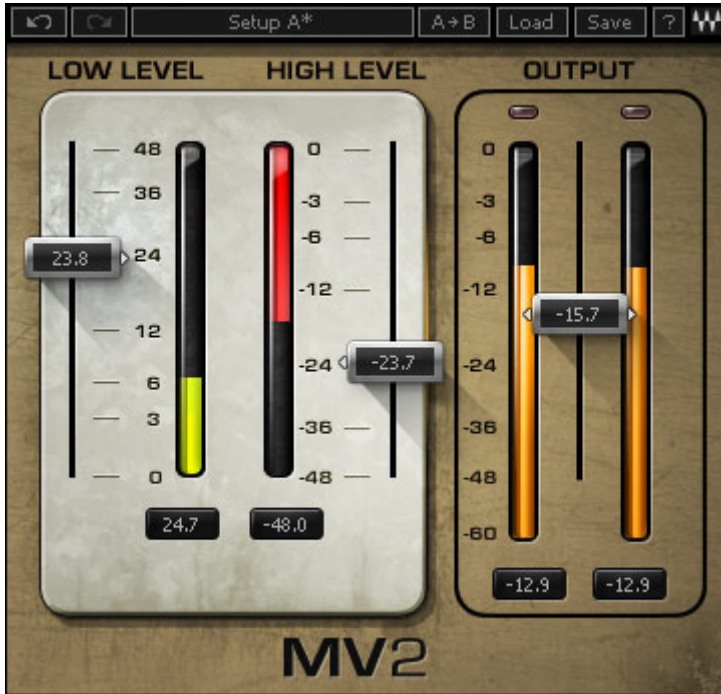 Setup A* A→B Load Save ?
LOW LEVEL HIGH LEVEL OUTPUT
48 0 0
36 -3 -3
-6 -6
23.8 24
-12 -12
-15.7
12
-24 -23.7 -24
6
3 -36 -36
0 -48 -48
24.7 -48.0
-60
-12.9 -12.9
MV2